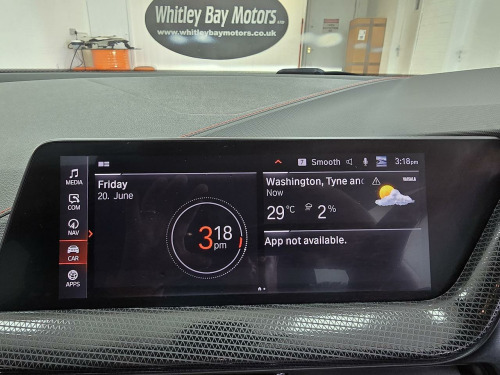 Whitley Bay Motors
www.whitleybaymotors.co.uk
Smooth
3:18pm
MEDIA
COM
NAV
CAR
APPS
Friday
20. June
3 18 pm
Washington, Tyne and
Now
29°C
2%
App not available.